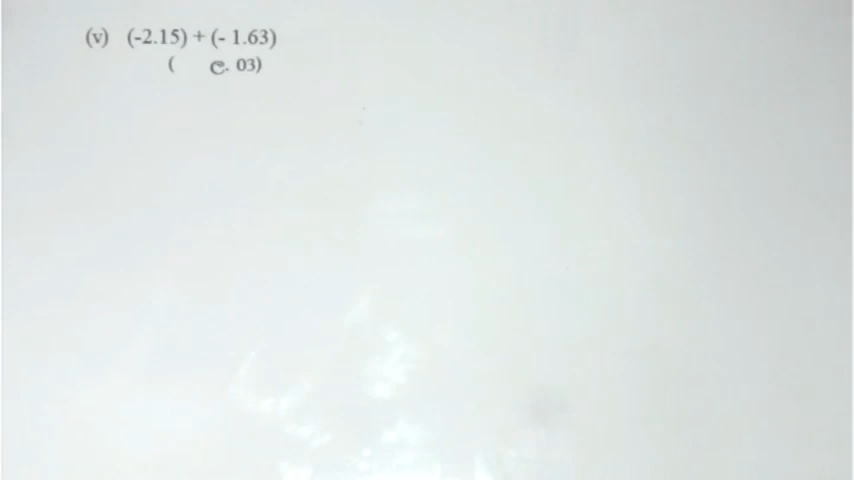 (v) (-2.15) + (- 1.63)
( ල. 03)